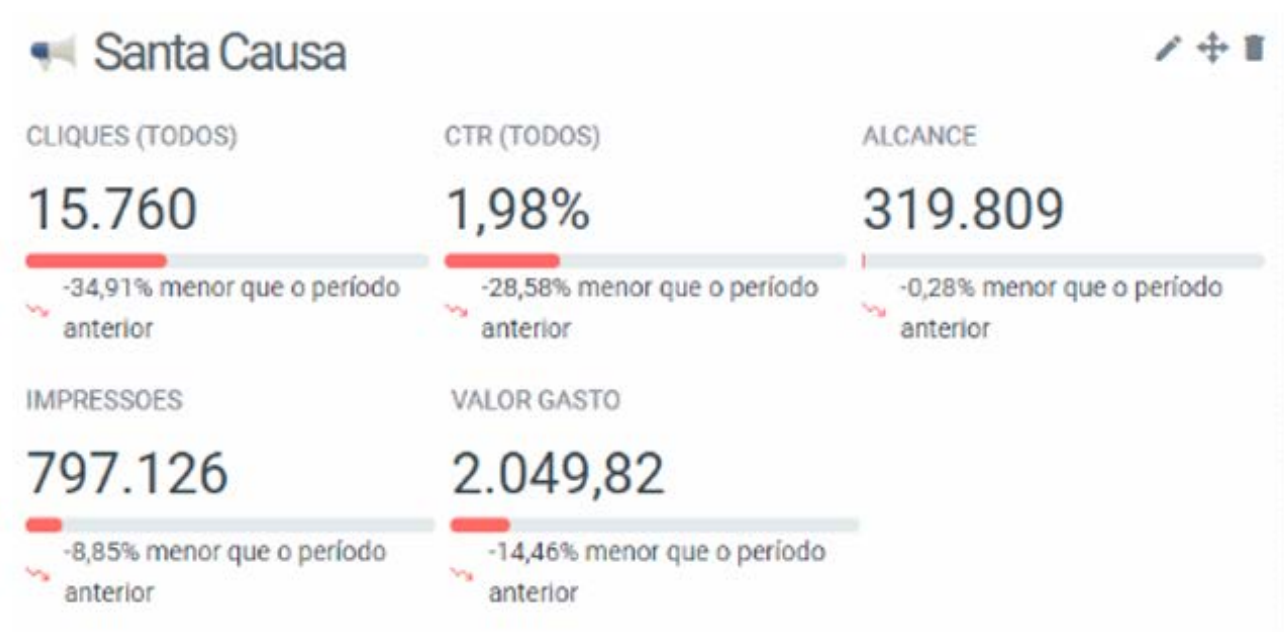 Santa Causa
CLIQUES (TODOS)
15.760
-34,91% menor que o período
anterior
CTR (TODOS)
1,98%
-28,58% menor que o período
anterior
ALCANCE
319.809
-0,28% menor que o período
anterior
IMPRESSOES
797.126
-8,85% menor que o período
anterior
VALOR GASTO
2.049,82
-14,46% menor que o período
anterior